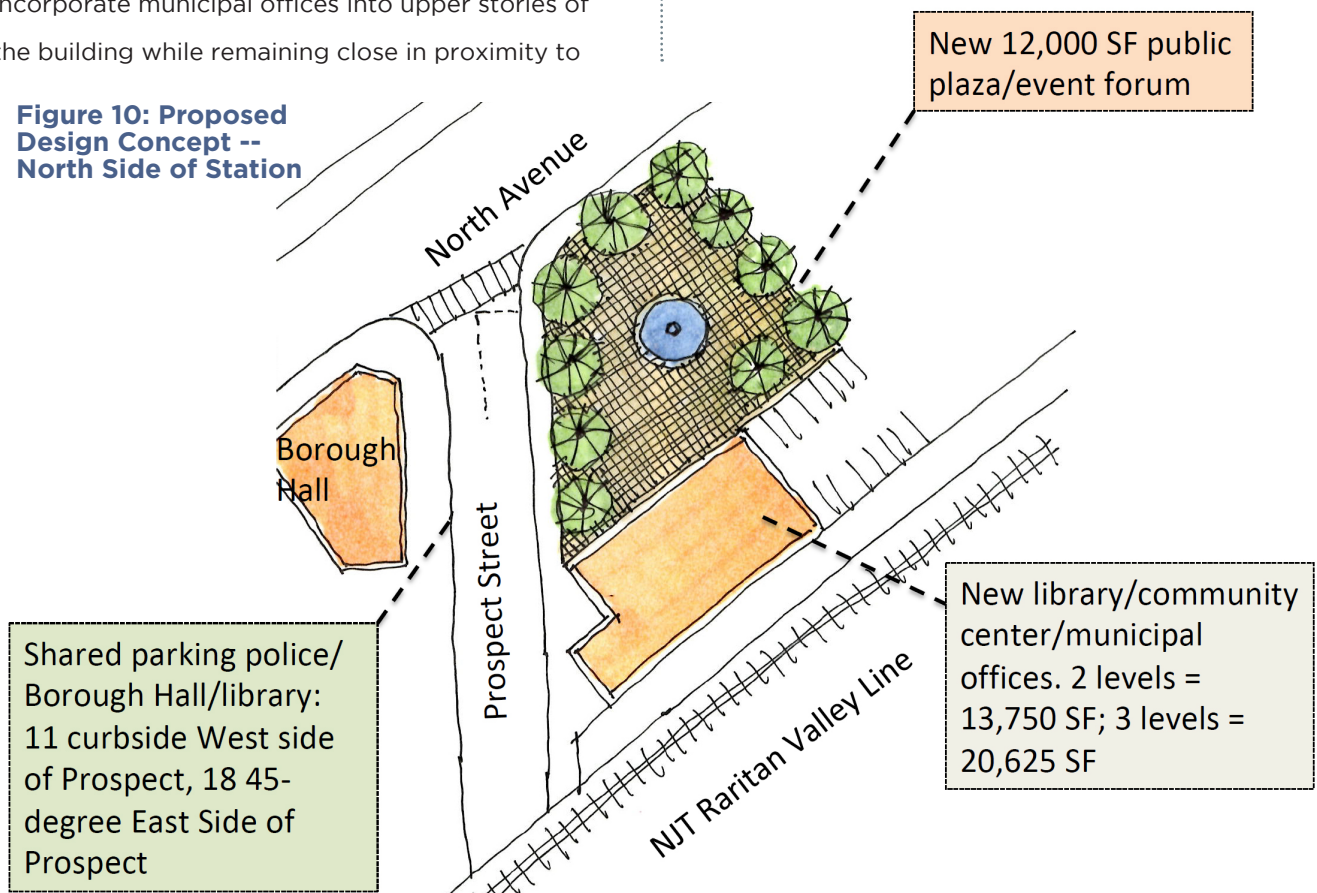 incorporate municipal offices into upper stories of
the building while remaining close in proximity to
Figure 10: Proposed
Design Concept --
North Side of Station
New 12,000 SF public
plaza/event forum
North Avenue
Borough
Hall
Prospect Street
Shared parking police/
Borough Hall/library:
11 curbside West side
of Prospect, 18 45-
degree East Side of
Prospect
New library/community
center/municipal
offices. 2 levels =
13,750 SF; 3 levels =
20,625 SF
NJT Raritan Valley Line